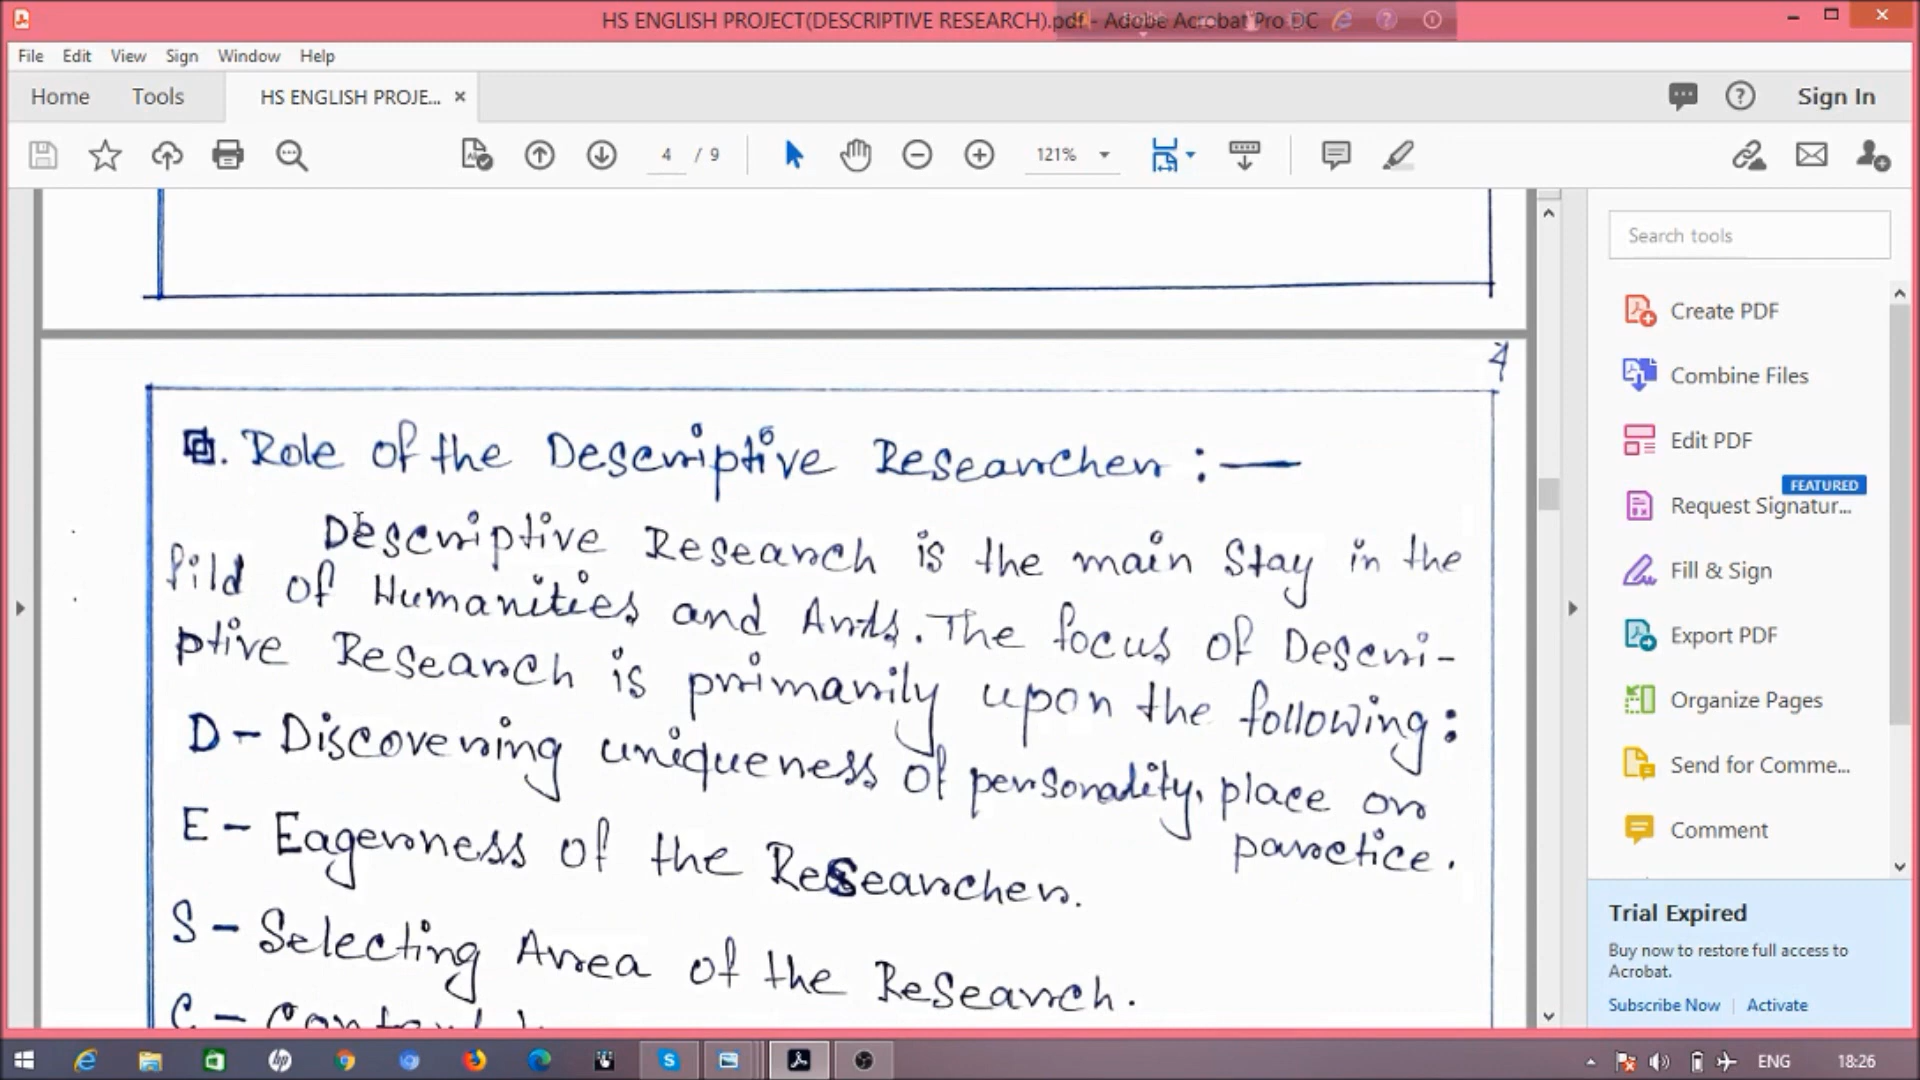 HS ENGLISH PROJECT(DESCRIPTIVE RESEARCH).pdf - Adobe Acrobat Pro DC
File Edit View Sign Window Help
Home Tools HS ENGLISH PROJE... × Sign In
4 / 9 121%
Search tools
Create PDF
Combine Files
Edit PDF
FEATURED
Request Signatur...
Fill & Sign
Export PDF
Organize Pages
Send for Comme...
Comment
Trial Expired
Buy now to restore full access to
Acrobat.
Subscribe Now Activate
4
Role of the Descriptive Researcher :—
Descriptive Research is the main Stay in the
fild of Humanities and Arts. The focus of Descri-
ptive Research is primarily upon the following:
D - Discovering uniqueness of personality, place or
parctice.
E - Eagerness of the Researcher.
S - Selecting Area of the Research.
C -
ENG 18:26